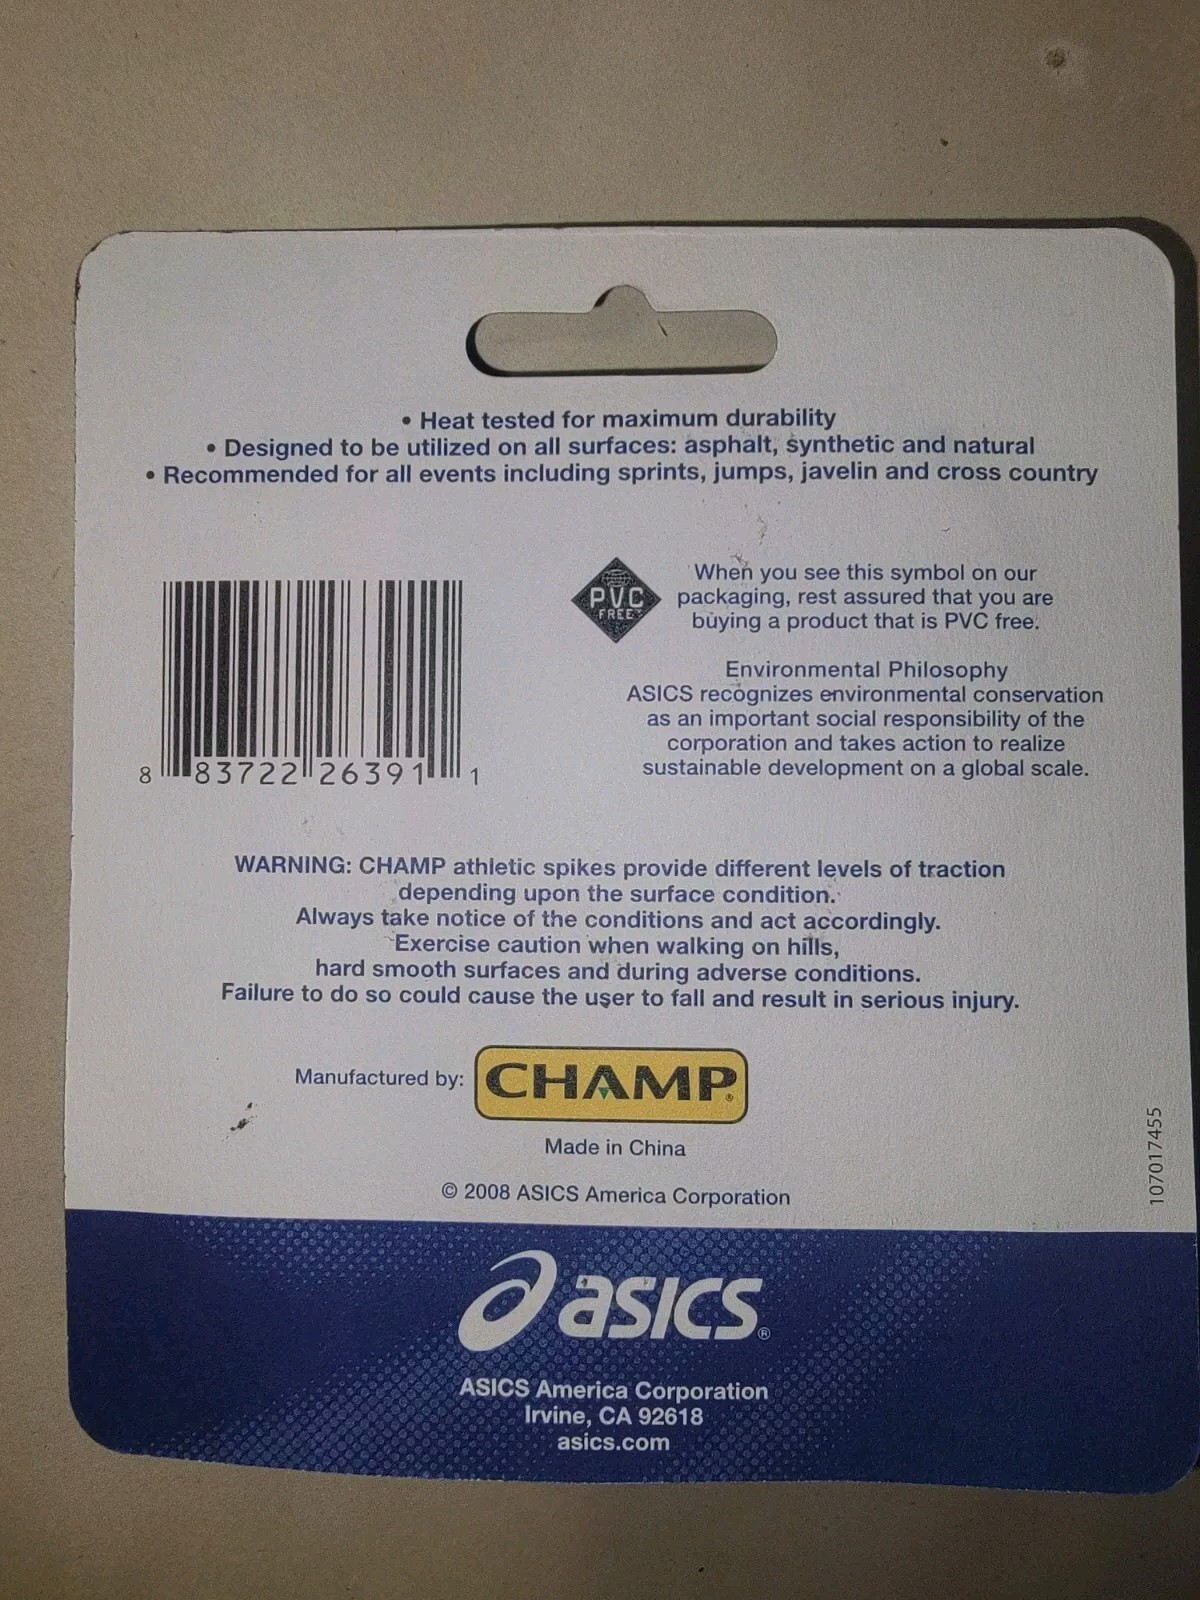 • Heat tested for maximum durability
• Designed to be utilized on all surfaces: asphalt, synthetic and natural
• Recommended for all events including sprints, jumps, javelin and cross country
PVC
FREE
When you see this symbol on our
packaging, rest assured that you are
buying a product that is PVC free.
Environmental Philosophy
ASICS recognizes environmental conservation
as an important social responsibility of the
corporation and takes action to realize
sustainable development on a global scale.
8 83722 26391 1
WARNING: CHAMP athletic spikes provide different levels of traction
depending upon the surface condition.
Always take notice of the conditions and act accordingly.
Exercise caution when walking on hills,
hard smooth surfaces and during adverse conditions.
Failure to do so could cause the user to fall and result in serious injury.
Manufactured by: CHAMP®
Made in China
© 2008 ASICS America Corporation
107017455
asics®
ASICS America Corporation
Irvine, CA 92618
asics.com